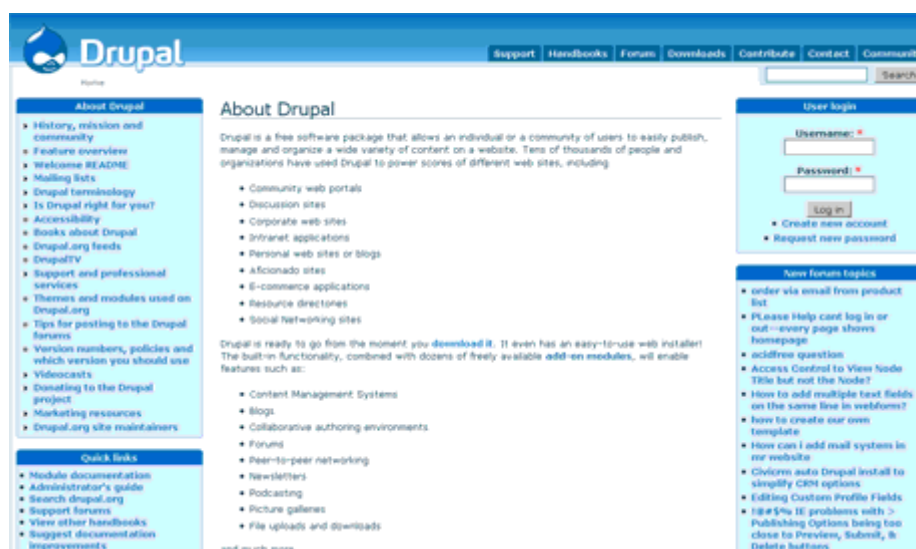 Drupal
Support Handbooks Forum Downloads Contribute Contact
Home
Search
About Drupal
History, mission and
community
Feature overview
Welcome README
Mailing lists
Drupal terminology
Is Drupal right for you?
Accessibility
Books about Drupal
Drupal.org feeds
DrupalTV
Support and professional
services
Themes and modules used on
Drupal.org
Tips for posting to the Drupal
forums
Version numbers, policies and
which version you should use
Videocasts
Donating to the Drupal
project
Marketing resources
Drupal.org site maintainers
Quick links
Module documentation
Administrator's guide
Search drupal.org
Support forums
View other handbooks
Suggest documentation
improvements
About Drupal
Drupal is a free software package that allows an individual or a community of users to easily publish,
manage and organize a wide variety of content on a website. Tens of thousands of people and
organizations have used Drupal to power scores of different web sites, including
• Community web portals
• Discussion sites
• Corporate web sites
• Intranet applications
• Personal web sites or blogs
• Aficionado sites
• E-commerce applications
• Resource directories
• Social Networking sites
Drupal is ready to go from the moment you download it. It even has an easy-to-use web installer!
The built-in functionality, combined with dozens of freely available add-on modules, will enable
features such as:
• Content Management Systems
• Blogs
• Collaborative authoring environments
• Forums
• Peer-to-peer networking
• Newsletters
• Podcasting
• Picture galleries
• File uploads and downloads
and much more
User login
Username: *
Password: *
Log in
• Create new account
• Request new password
New forum topics
• order via email from product
list
• PLease Help cant log in or
out--every page shows
homepage
• acidfree question
• Access Control to View Node
Title but not the Node?
• How to add multiple text fields
on the same line in webform?
• how to create our own
template
• How can i add mail system in
mr website
• Civicrm auto Drupal install to
simplify CRM options
• Editing Custom Profile Fields
• !@#$% IE problems with >
Publishing Options being too
close to Preview, Submit, &
Delete buttons